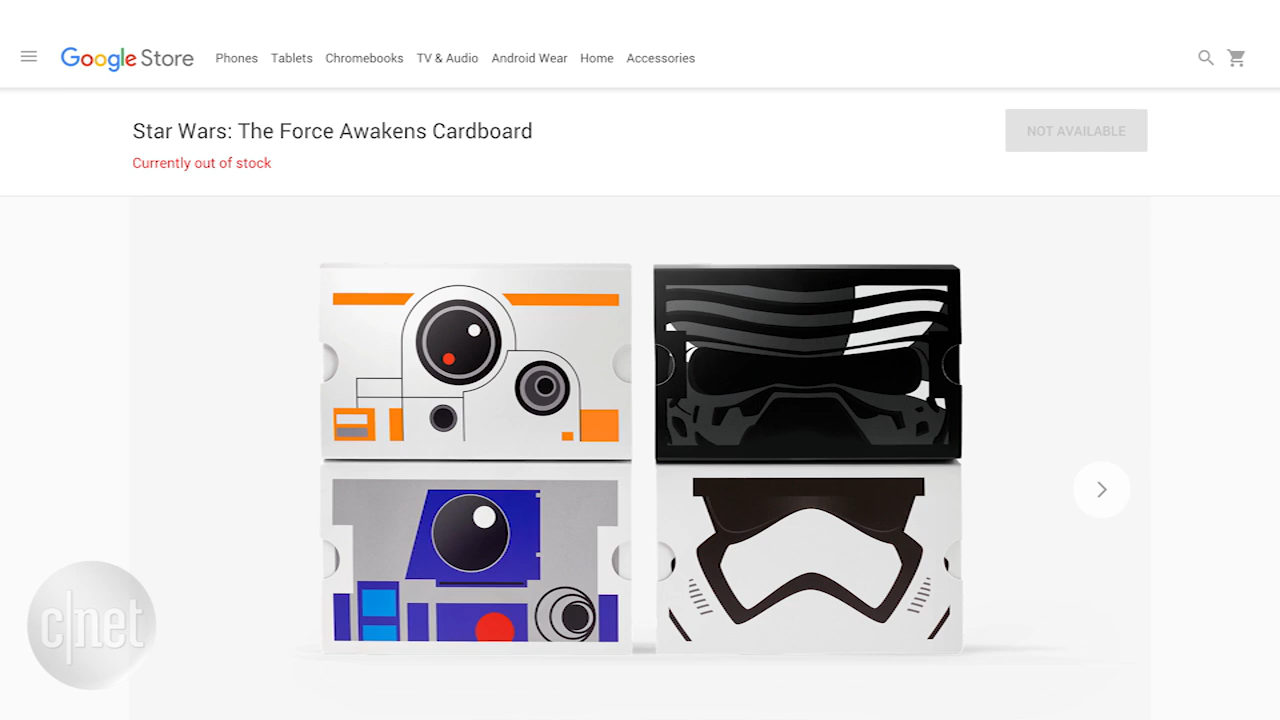 Google Store Phones Tablets Chromebooks TV & Audio Android Wear Home Accessories
Star Wars: The Force Awakens Cardboard
NOT AVAILABLE
Currently out of stock
c|net